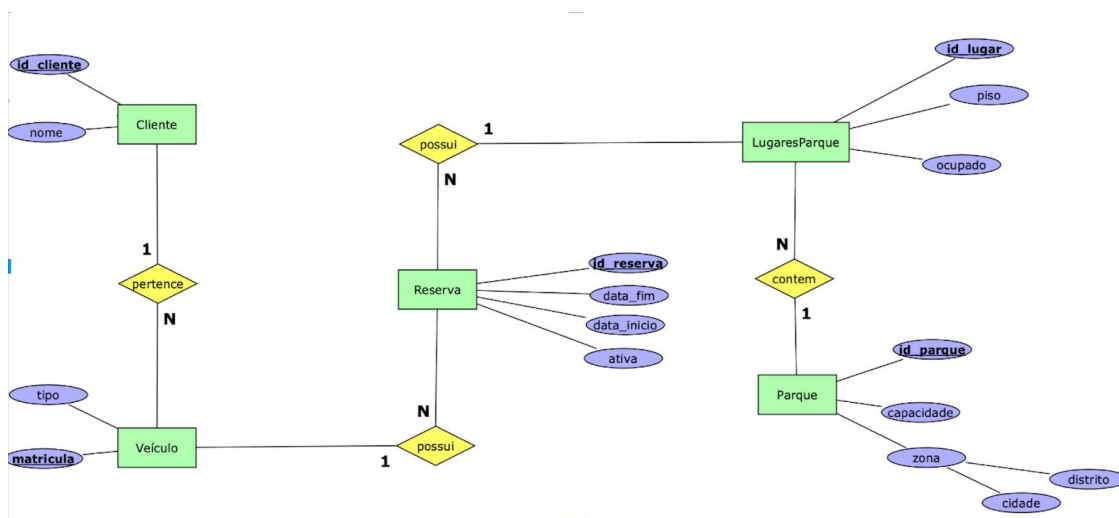 id_cliente
nome
Cliente
1
pertence
N
tipo
matricula
Veículo
1
possui
N
possui
1
N
Reserva
id_reserva
data_fim
data_inicio
ativa
LugaresParque
id_lugar
piso
ocupado
N
contem
1
Parque
id_parque
capacidade
zona
distrito
cidade